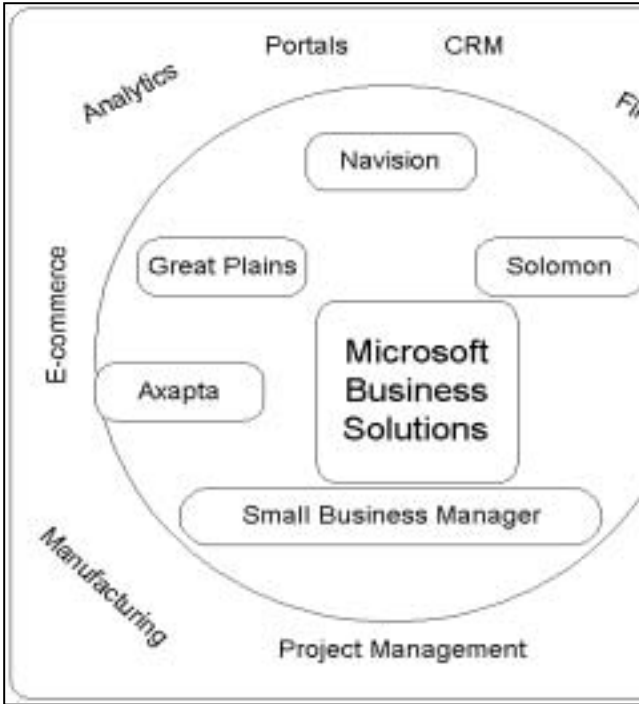 Portals
CRM
Analytics
Navision
Great Plains
Solomon
E-commerce
Microsoft
Business
Solutions
Axapta
Small Business Manager
Manufacturing
Project Management